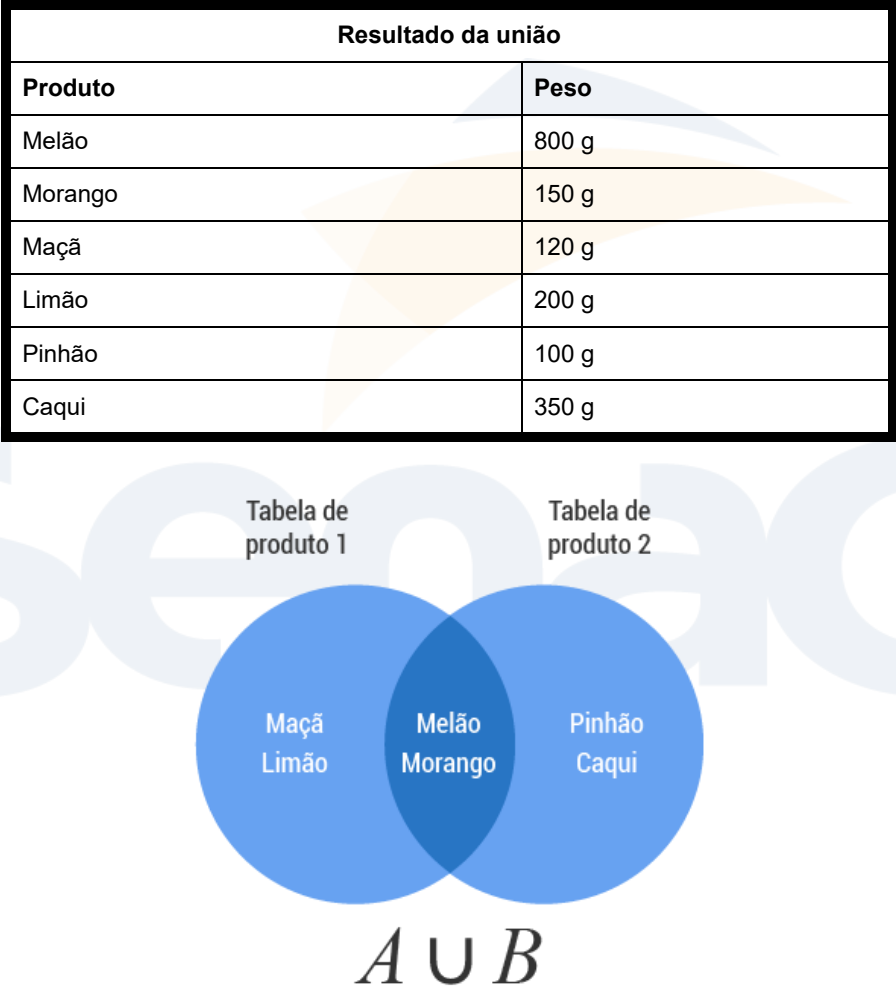 Resultado da união
Produto Peso
Melão 800 g
Morango 150 g
Maçã 120 g
Limão 200 g
Pinhão 100 g
Caqui 350 g
senac
Tabela de produto 1
Tabela de produto 2
Maçã
Limão
Melão
Morango
Pinhão
Caqui
A ∪ B